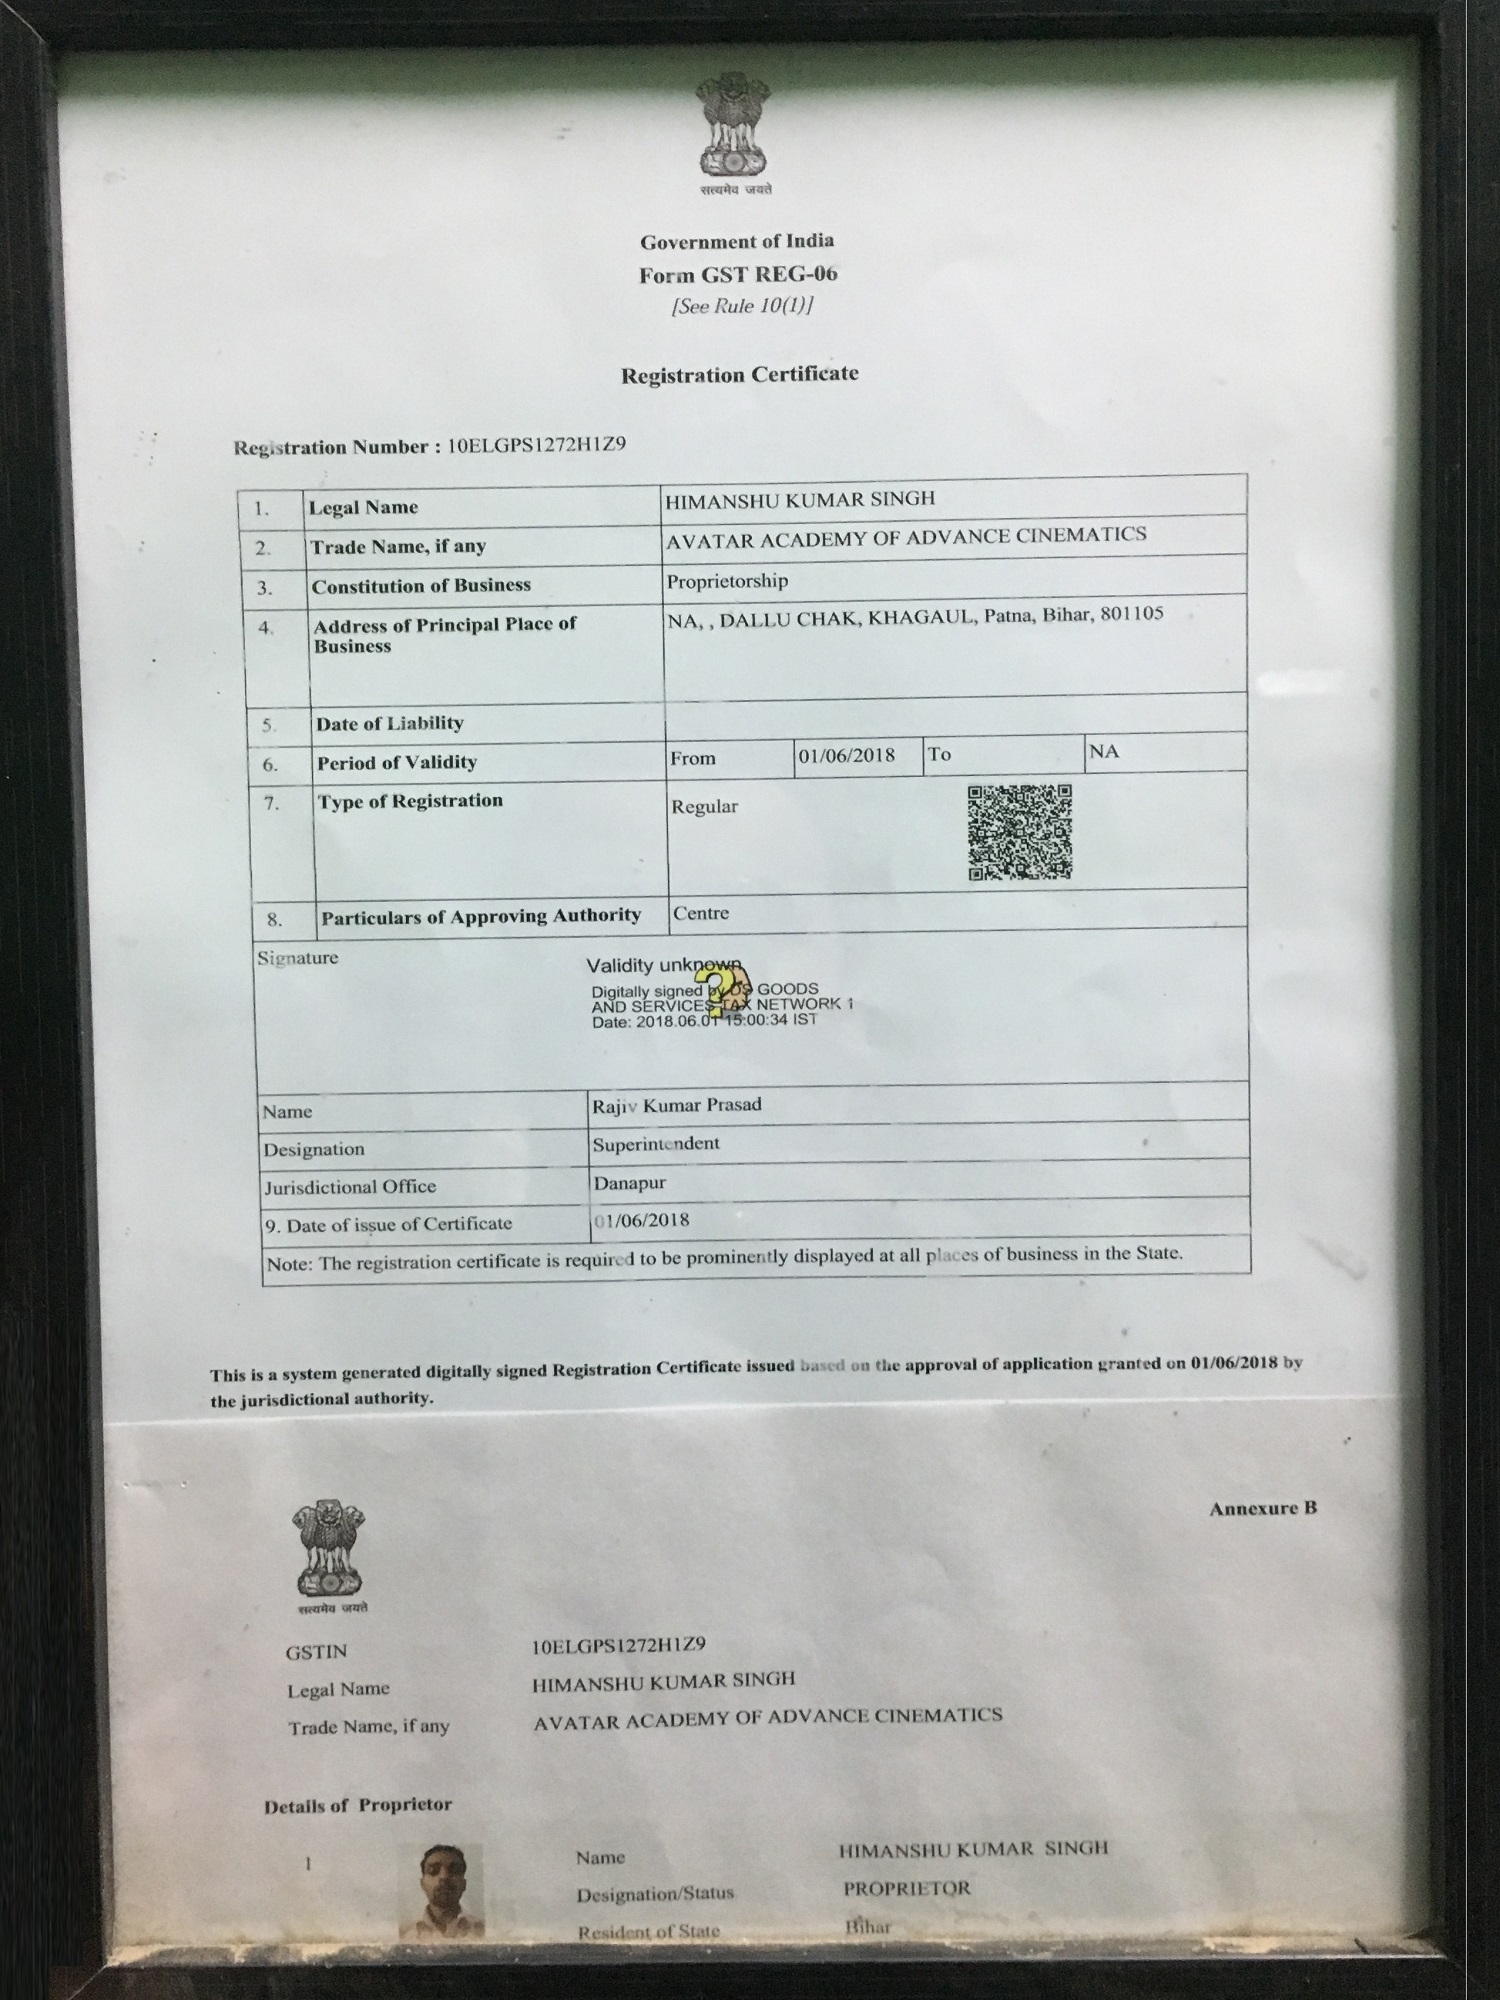 सत्यमेव जयते
Government of India
Form GST REG-06
[See Rule 10(1)]
Registration Certificate
Registration Number : 10ELGPS1272H1Z9
1. Legal Name HIMANSHU KUMAR SINGH
2. Trade Name, if any AVATAR ACADEMY OF ADVANCE CINEMATICS
3. Constitution of Business Proprietorship
4. Address of Principal Place of NA, , DALLU CHAK, KHAGAUL, Patna, Bihar, 801105
Business
5. Date of Liability
6. Period of Validity From 01/06/2018 To NA
7. Type of Registration Regular
8. Particulars of Approving Authority Centre
Signature Validity unknown
Digitally signed by DS GOODS
AND SERVICES TAX NETWORK 1
Date: 2018.06.01 15:00:34 IST
Name Rajiv Kumar Prasad
Designation Superintendent
Jurisdictional Office Danapur
9. Date of issue of Certificate 01/06/2018
Note: The registration certificate is required to be prominently displayed at all places of business in the State.
This is a system generated digitally signed Registration Certificate issued based on the approval of application granted on 01/06/2018 by
the jurisdictional authority.
Annexure B
सत्यमेव जयते
GSTIN 10ELGPS1272H1Z9
Legal Name HIMANSHU KUMAR SINGH
Trade Name, if any AVATAR ACADEMY OF ADVANCE CINEMATICS
Details of Proprietor
1 Name HIMANSHU KUMAR SINGH
Designation/Status PROPRIETOR
Resident of State Bihar